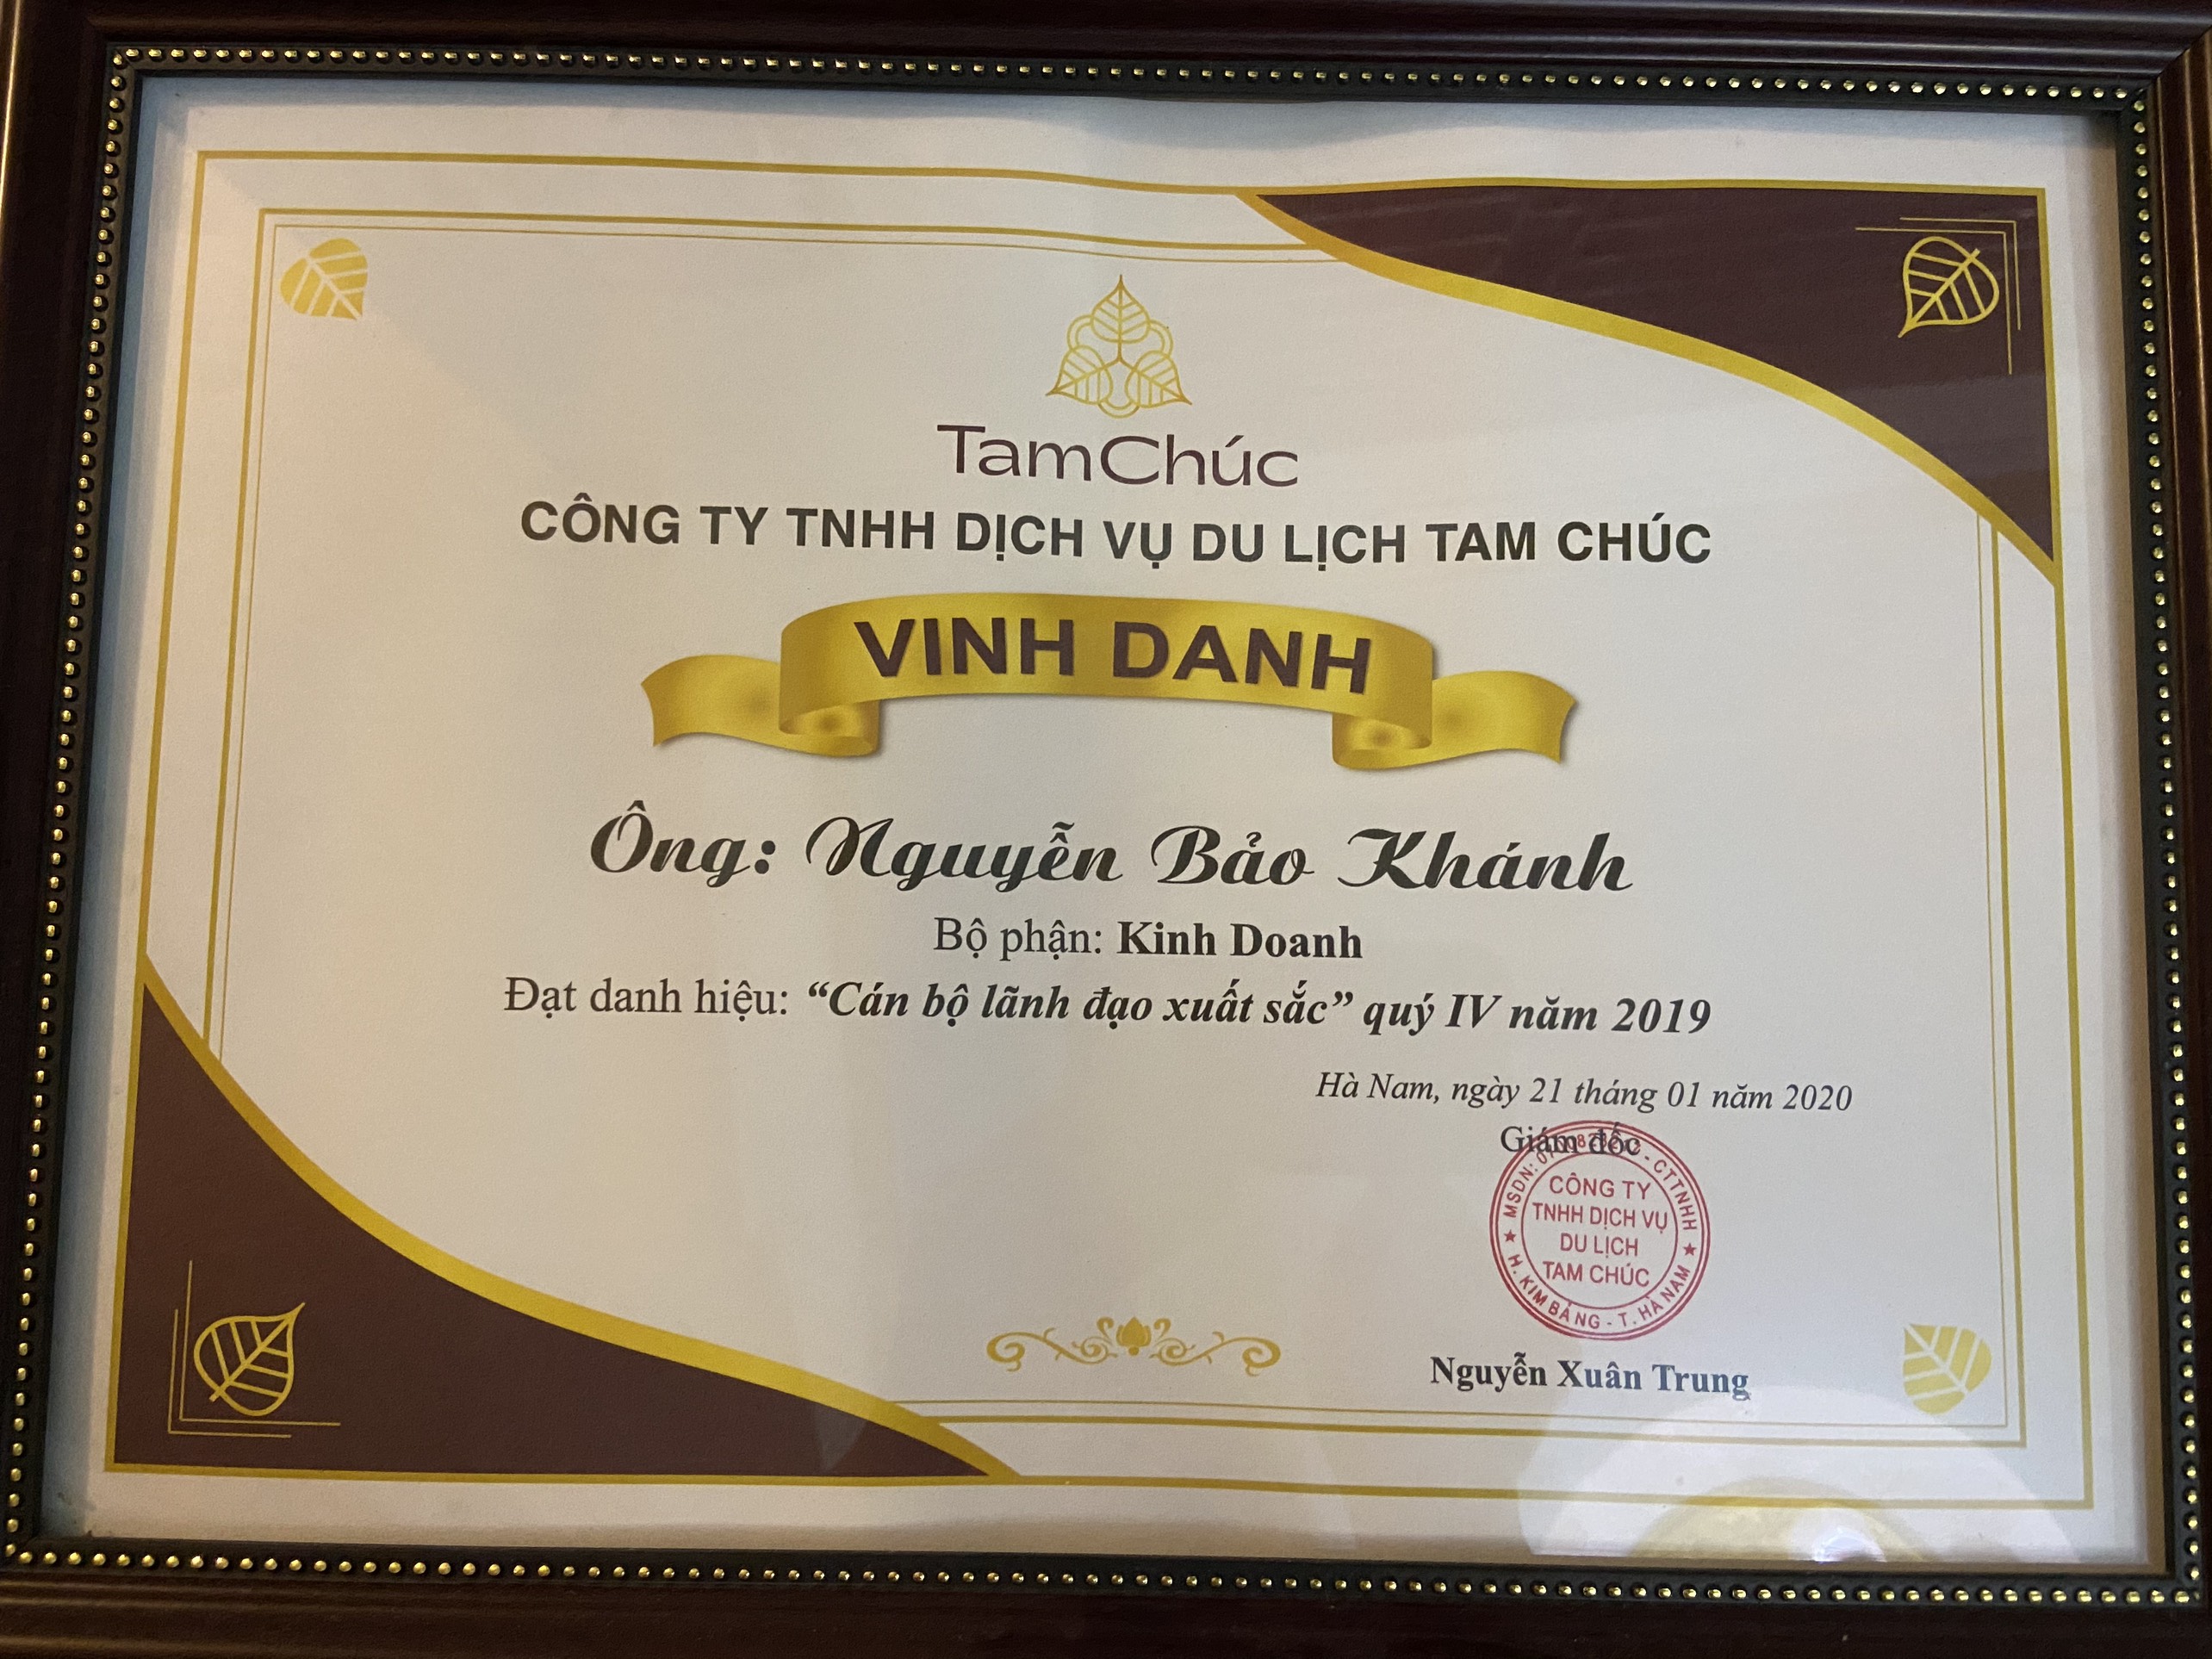 TamChúc
CÔNG TY TNHH DỊCH VỤ DU LỊCH TAM CHÚC
VINH DANH
Ông: Nguyễn Bảo Khánh
Bộ phận: Kinh Doanh
Đạt danh hiệu: “Cán bộ lãnh đạo xuất sắc” quý IV năm 2019
Hà Nam, ngày 21 tháng 01 năm 2020
Giám đốc
MSDN: - CTTNHH
CÔNG TY
TNHH DỊCH VỤ
DU LỊCH
TAM CHÚC
★ H. KIM BẢNG - T. HÀ NAM ★
Nguyễn Xuân Trung